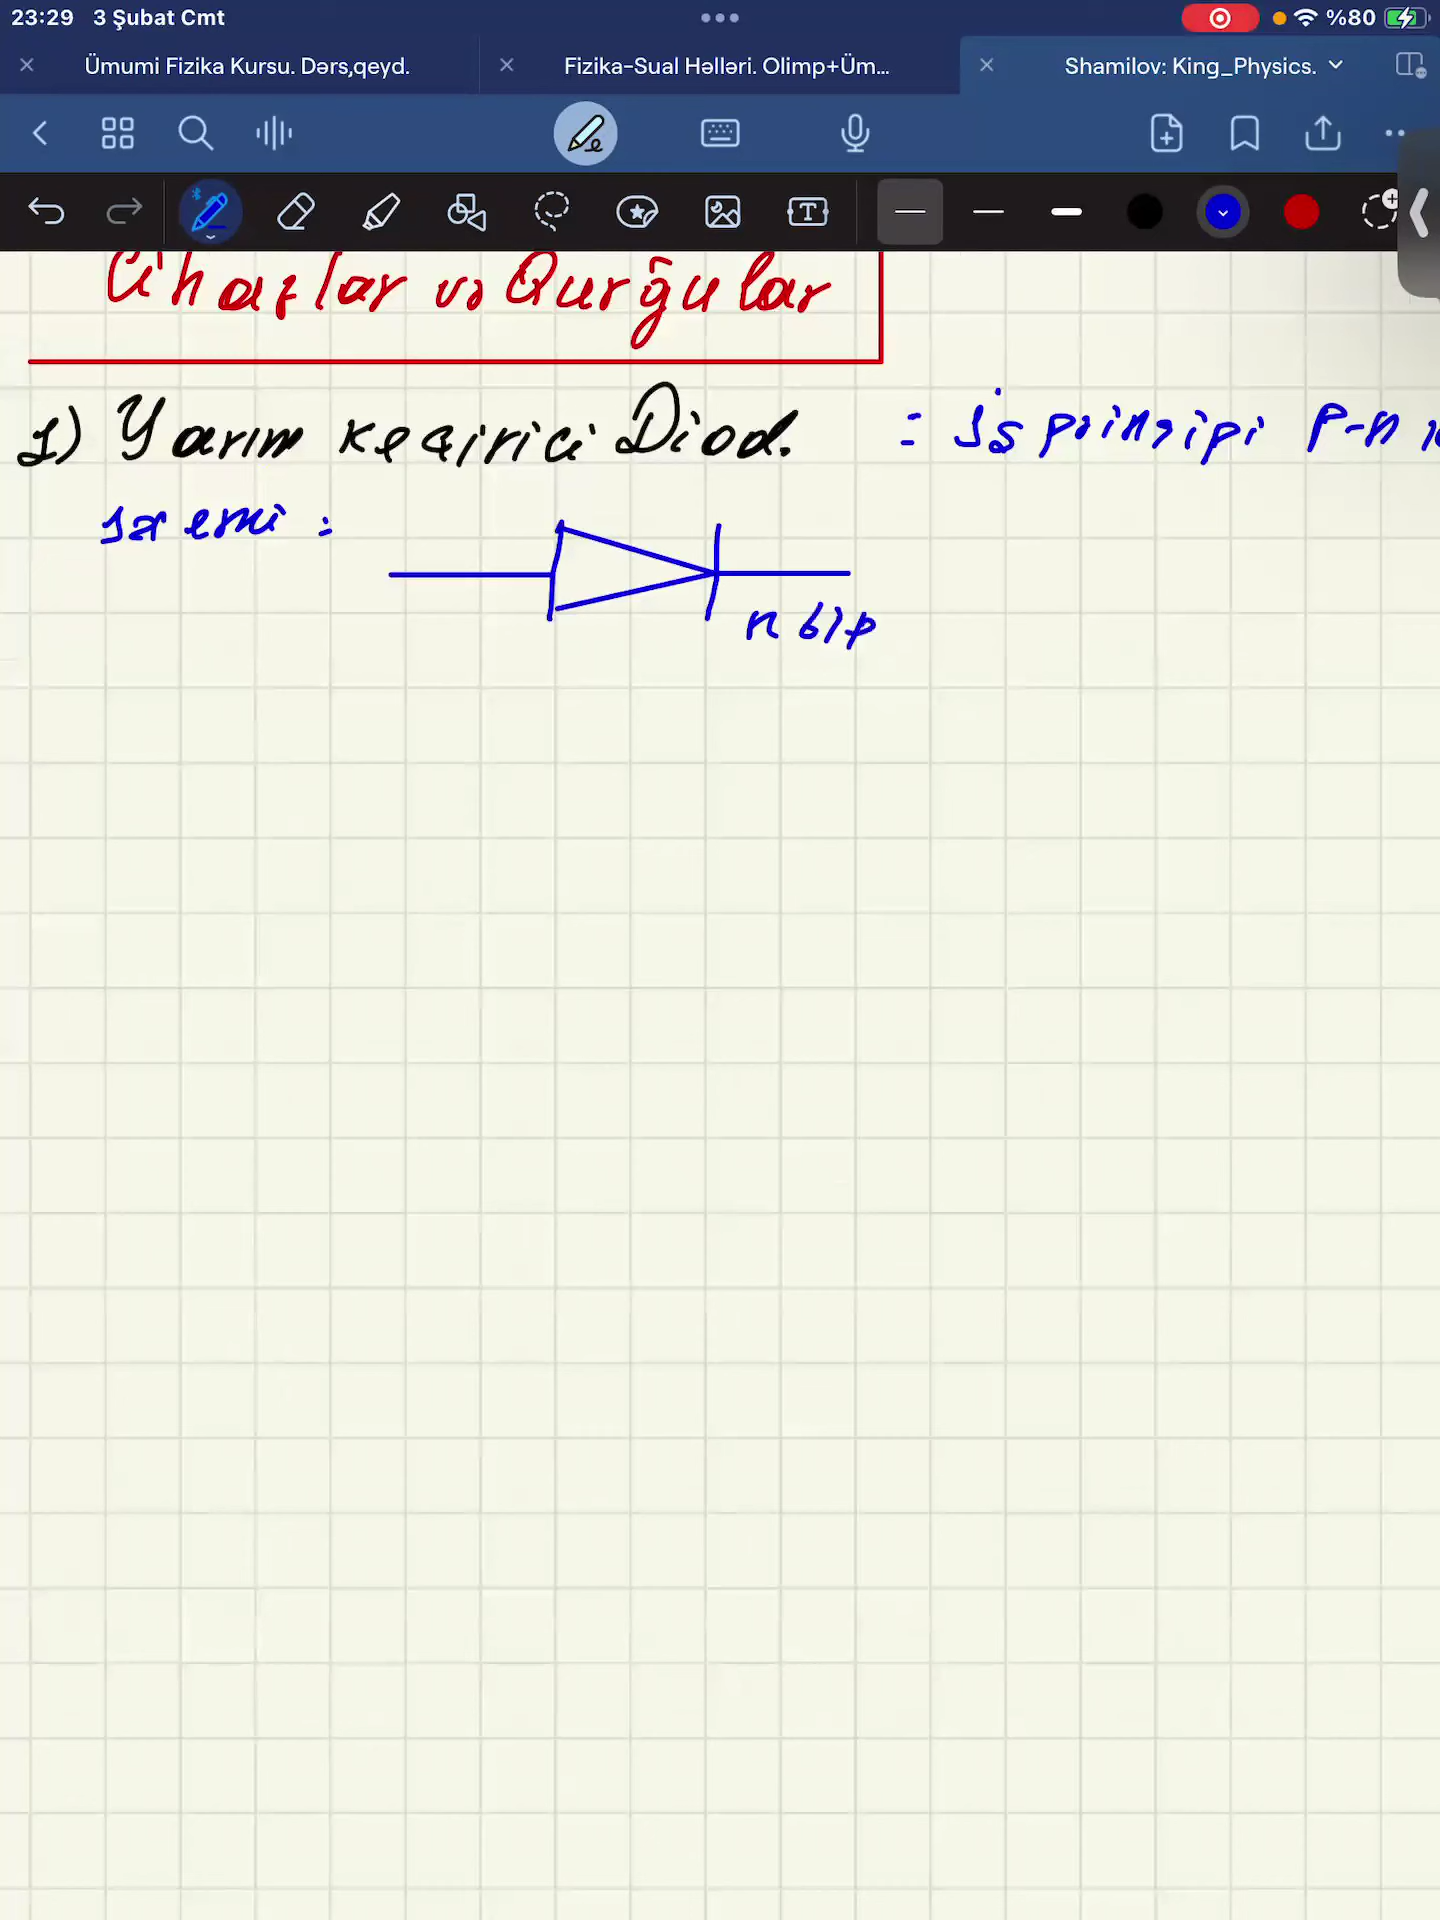 23:29 3 Şubat Cmt %80
Ümumi Fizika Kursu. Dərs,qeyd. Fizika-Sual Həlləri. Olimp+Üm... Shamilov: King_Physics.
Cihazlar və Qurğular
1) Yarım keçirici Diod. = İş prinsipi P-n
sxemi :
n